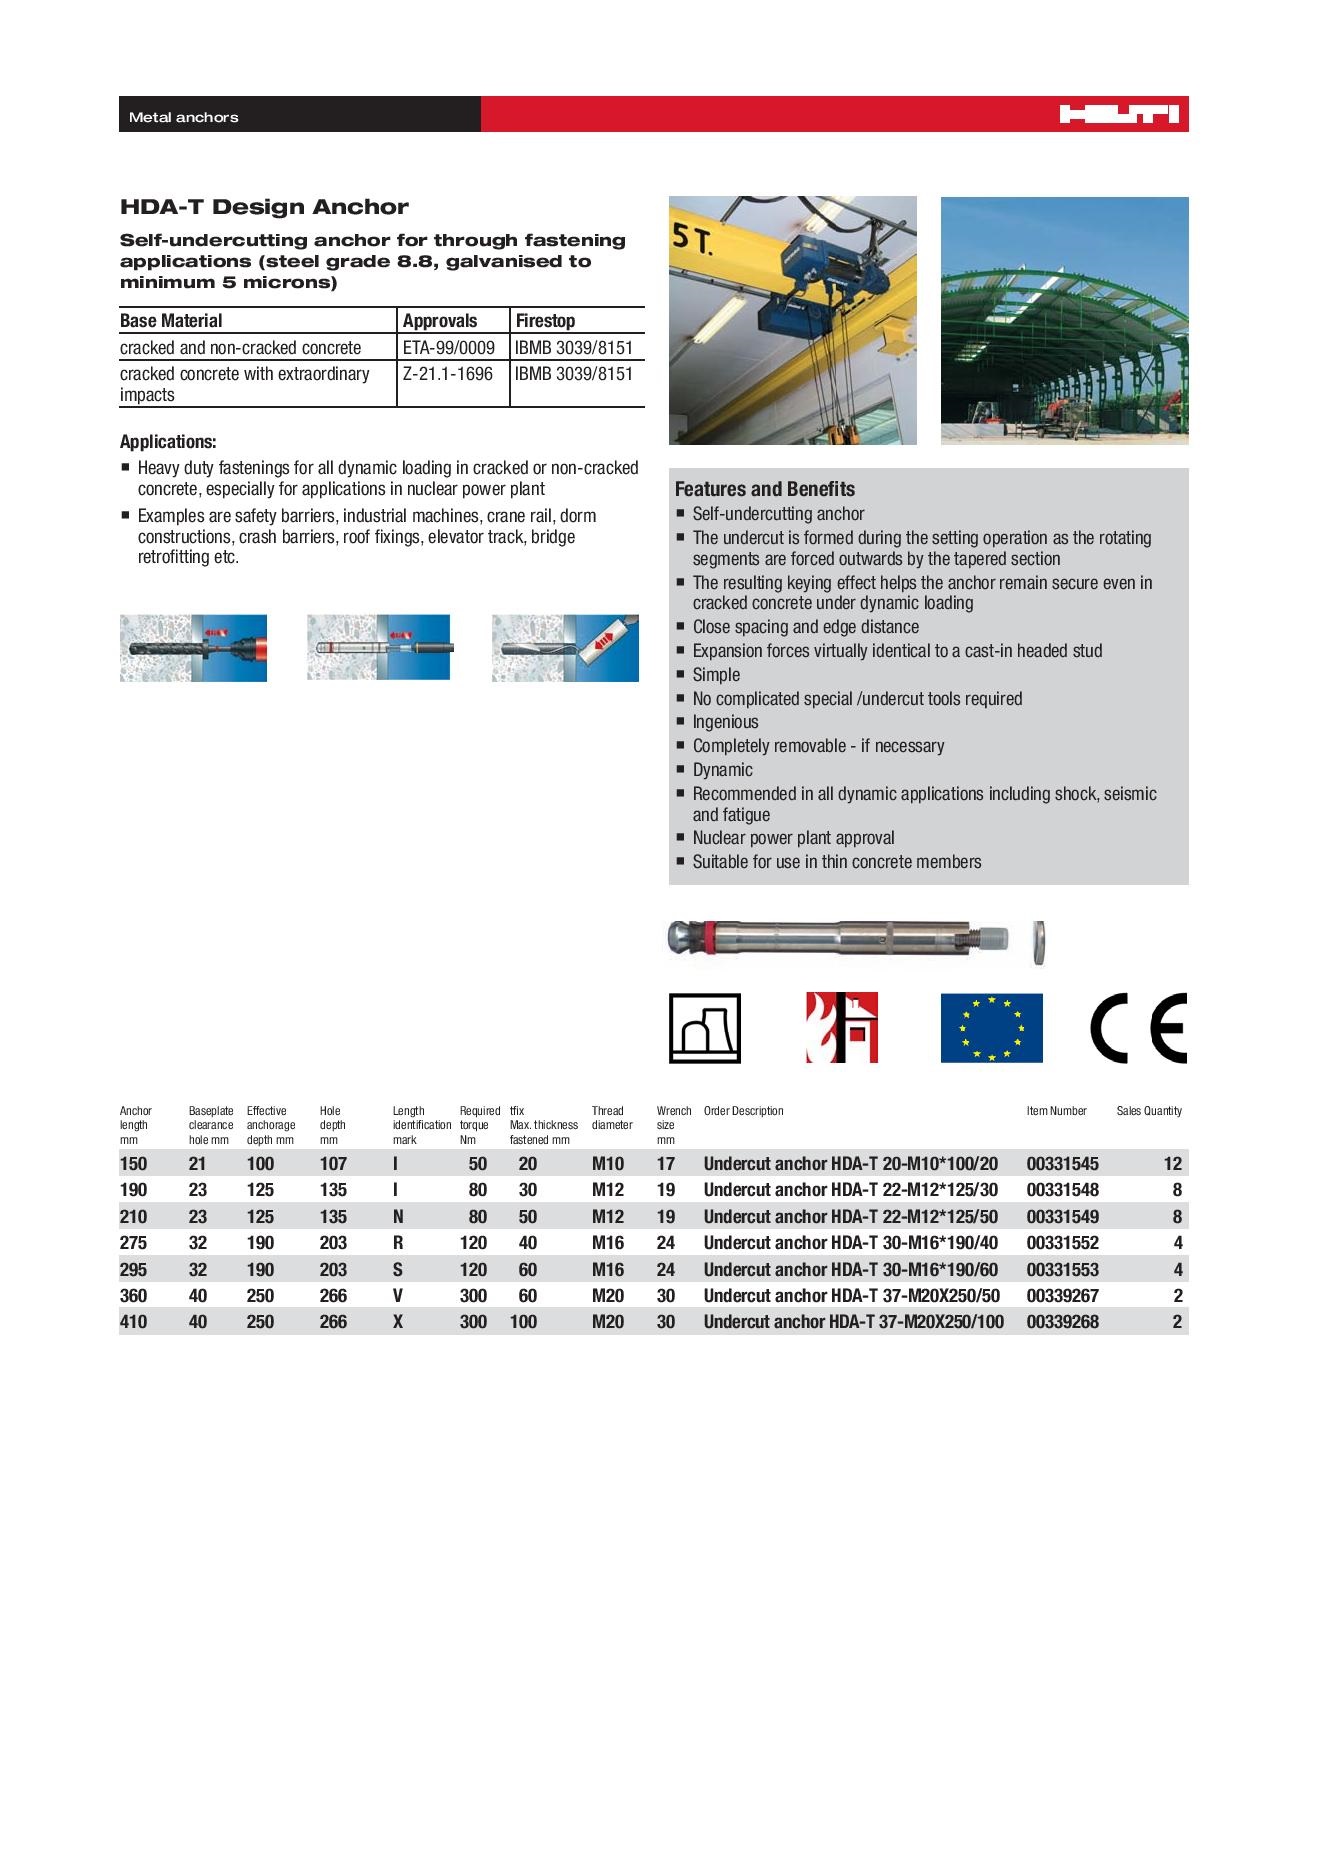 Metal anchors
HILTI
HDA-T Design Anchor
Self-undercutting anchor for through fastening
applications (steel grade 8.8, galvanised to
minimum 5 microns)
Base Material Approvals Firestop
cracked and non-cracked concrete ETA-99/0009 IBMB 3039/8151
cracked concrete with extraordinary Z-21.1-1696 IBMB 3039/8151
impacts
Applications:
■ Heavy duty fastenings for all dynamic loading in cracked or non-cracked
concrete, especially for applications in nuclear power plant
■ Examples are safety barriers, industrial machines, crane rail, dorm
constructions, crash barriers, roof fixings, elevator track, bridge
retrofitting etc.
5T.
Features and Benefits
■ Self-undercutting anchor
■ The undercut is formed during the setting operation as the rotating
segments are forced outwards by the tapered section
■ The resulting keying effect helps the anchor remain secure even in
cracked concrete under dynamic loading
■ Close spacing and edge distance
■ Expansion forces virtually identical to a cast-in headed stud
■ Simple
■ No complicated special /undercut tools required
■ Ingenious
■ Completely removable - if necessary
■ Dynamic
■ Recommended in all dynamic applications including shock, seismic
and fatigue
■ Nuclear power plant approval
■ Suitable for use in thin concrete members
CE
Anchor Baseplate Effective Hole Length Required tfix Thread Wrench Order Description Item Number Sales Quantity
length clearance anchorage depth identification torque Max. thickness diameter size
mm hole mm depth mm mm mark Nm fastened mm mm
150 21 100 107 I 50 20 M10 17 Undercut anchor HDA-T 20-M10*100/20 00331545 12
190 23 125 135 I 80 30 M12 19 Undercut anchor HDA-T 22-M12*125/30 00331548 8
210 23 125 135 N 80 50 M12 19 Undercut anchor HDA-T 22-M12*125/50 00331549 8
275 32 190 203 R 120 40 M16 24 Undercut anchor HDA-T 30-M16*190/40 00331552 4
295 32 190 203 S 120 60 M16 24 Undercut anchor HDA-T 30-M16*190/60 00331553 4
360 40 250 266 V 300 60 M20 30 Undercut anchor HDA-T 37-M20X250/50 00339267 2
410 40 250 266 X 300 100 M20 30 Undercut anchor HDA-T 37-M20X250/100 00339268 2